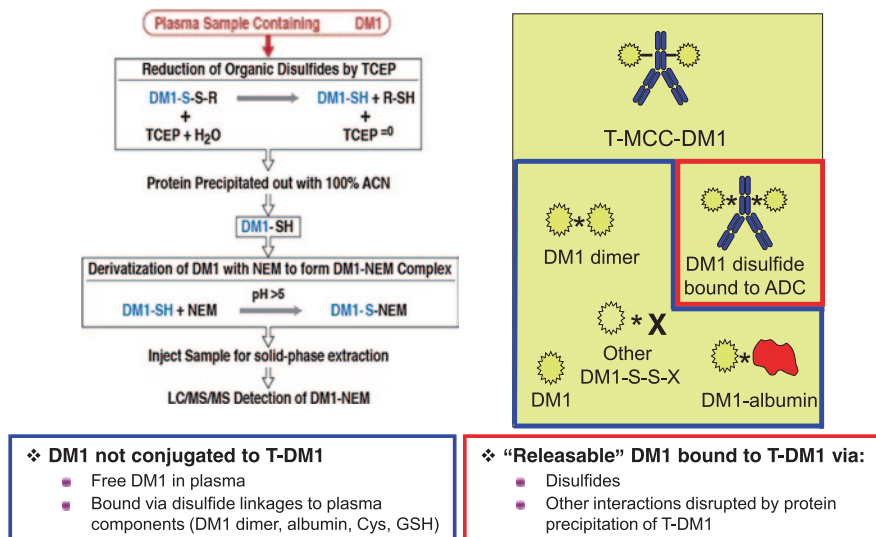 Plasma Sample Containing DM1
Reduction of Organic Disulfides by TCEP
DM1-S-S-R DM1-SH + R-SH
+ +
TCEP + H₂O TCEP =0
Protein Precipitated out with 100% ACN
DM1-SH
Derivatization of DM1 with NEM to form DM1-NEM Complex
pH >5
DM1-SH + NEM DM1-S-NEM
Inject Sample for solid-phase extraction
LC/MS/MS Detection of DM1-NEM
T-MCC-DM1
* *
DM1 disulfide
bound to ADC
*
DM1 dimer
* X
Other
DM1-S-S-X
DM1
*
DM1-albumin
❖ DM1 not conjugated to T-DM1
Free DM1 in plasma
Bound via disulfide linkages to plasma
components (DM1 dimer, albumin, Cys, GSH)
❖ “Releasable” DM1 bound to T-DM1 via:
Disulfides
Other interactions disrupted by protein
precipitation of T-DM1